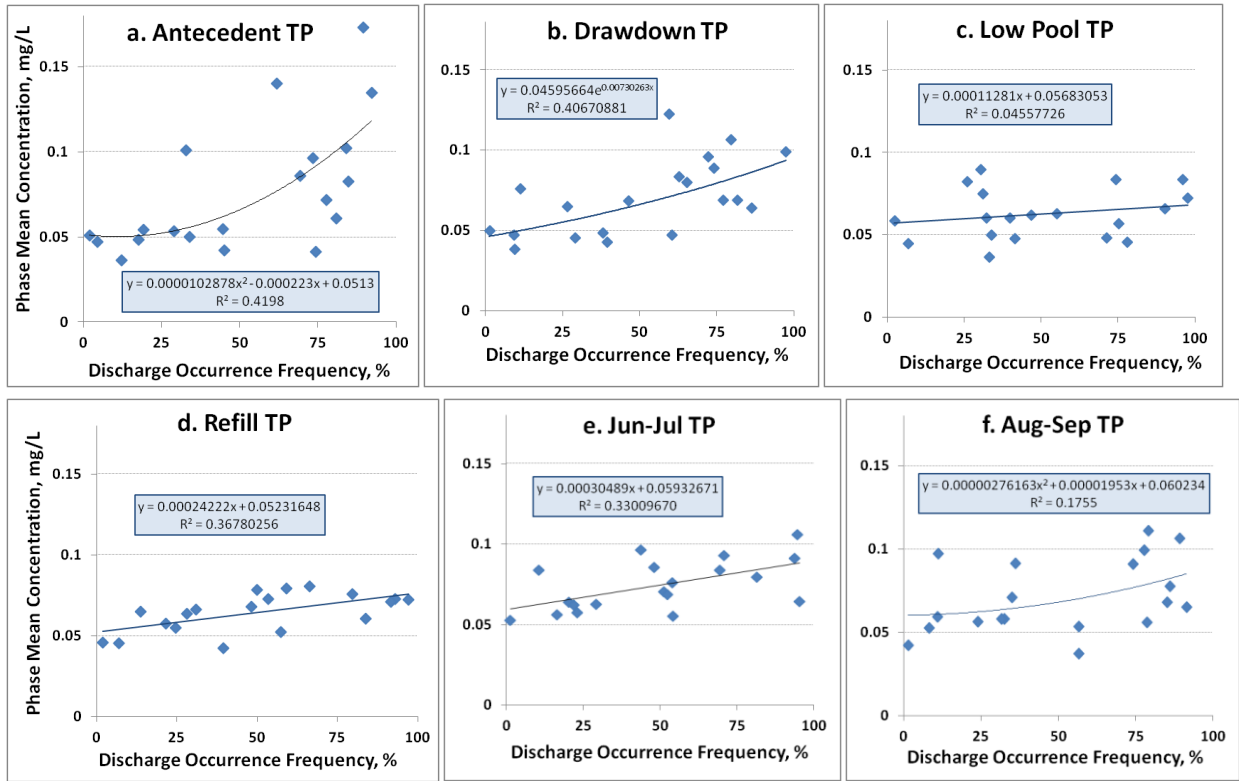 a. Antecedent TP
Phase Mean Concentration, mg/L
0.15
0.1
0.05
0
y = 0.0000102878x² - 0.000223x + 0.0513
R² = 0.4198
0
25
50
75
100
Discharge Occurrence Frequency, %
b. Drawdown TP
0.15
0.1
0.05
0
y = 0.04595664e^0.00730263x
R² = 0.40670881
0
25
50
75
100
Discharge Occurrence Frequency, %
c. Low Pool TP
0.15
0.1
0.05
0
y = 0.00011281x + 0.05683053
R² = 0.04557726
0
25
50
75
100
Discharge Occurrence Frequency, %
d. Refill TP
Phase Mean Concentration, mg/L
0.15
0.1
0.05
0
y = 0.00024222x + 0.05231648
R² = 0.36780256
0
25
50
75
100
Discharge Occurrence Frequency, %
e. Jun-Jul TP
0.15
0.1
0.05
0
y = 0.00030489x + 0.05932671
R² = 0.33009670
0
25
50
75
100
Discharge Occurrence Frequency, %
f. Aug-Sep TP
0.15
0.1
0.05
0
y = 0.00000276163x² + 0.00001953x + 0.060234
R² = 0.1755
0
25
50
75
100
Discharge Occurrence Frequency, %